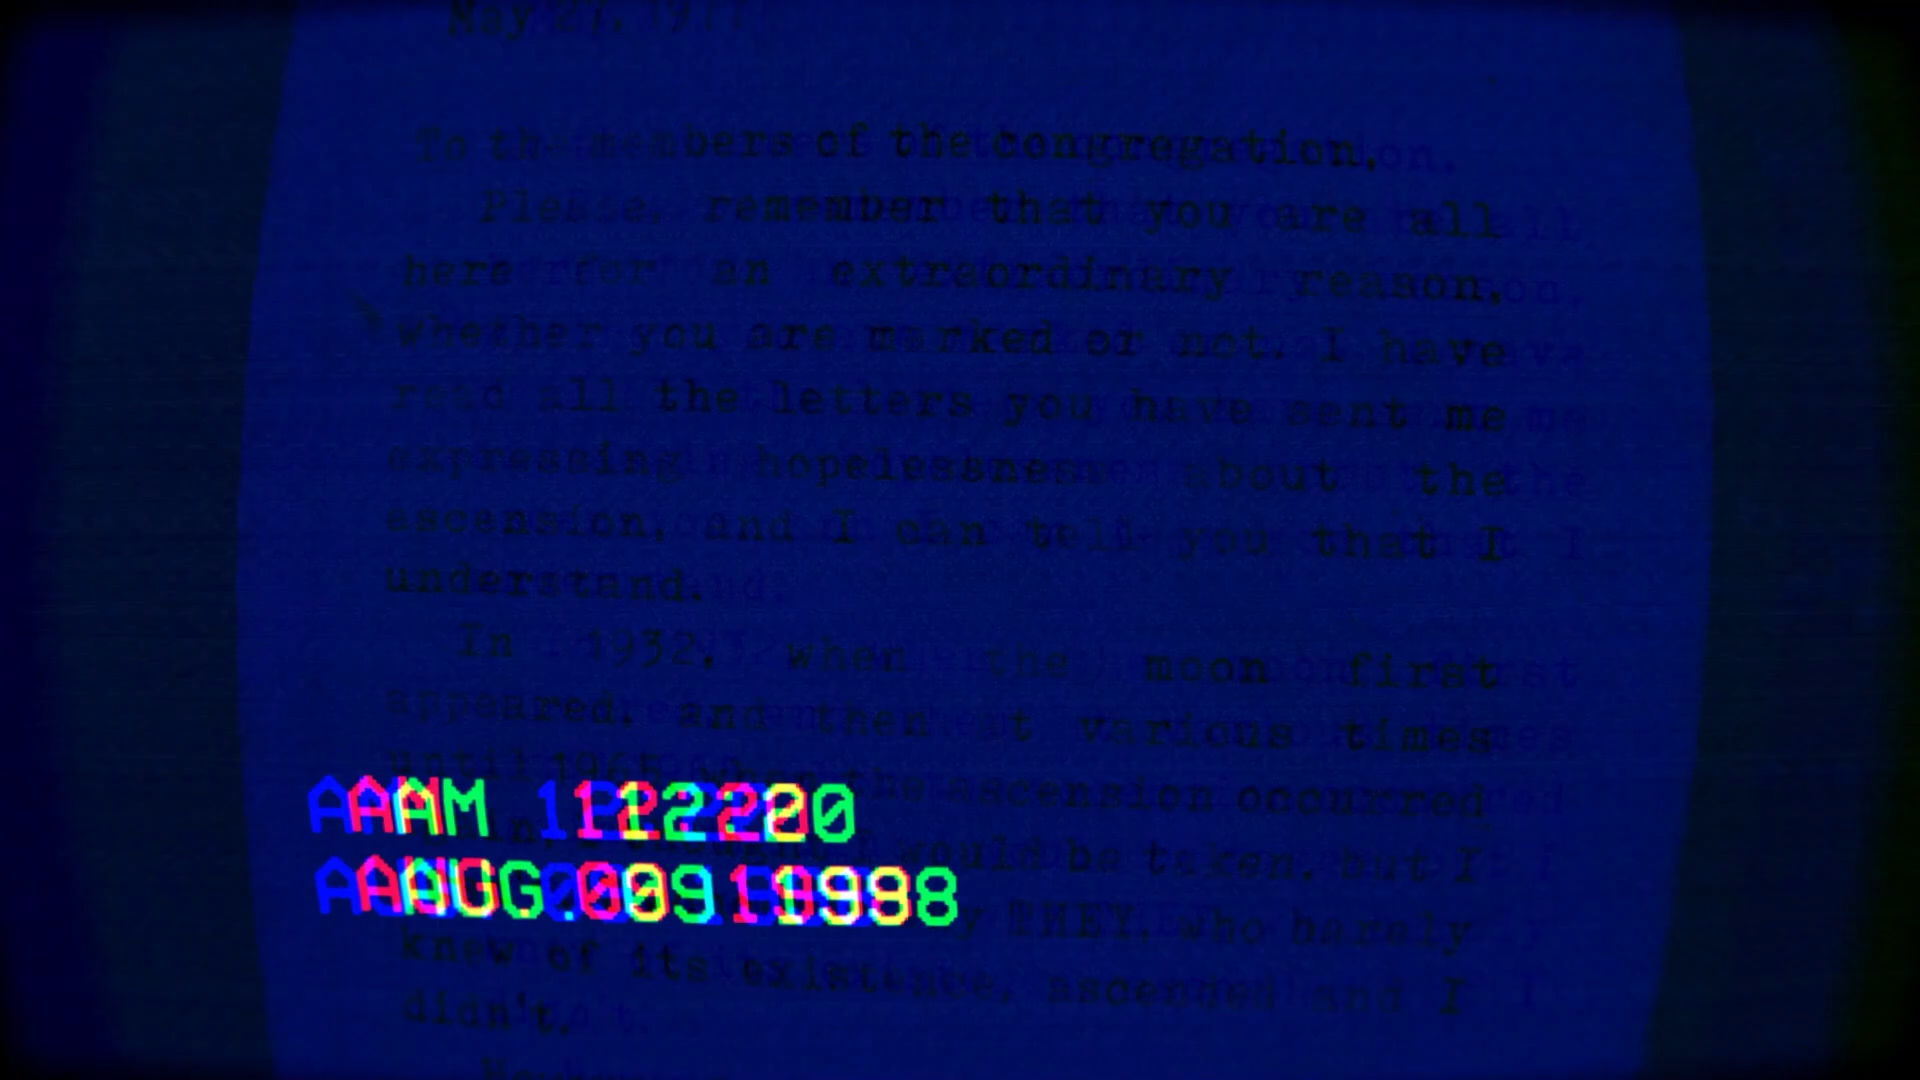 May 27,
To the members of the congregation,
Please, remember that you are all
here for an extraordinary reason,
whether you are marked or not. I have
read all the letters you have sent me
expressing hopelessness about the
ascension, and I can tell you that I
understand.
In 1932, when the moon first
appeared, and then at various times
until when the ascension occurred
I would be taken, but I
THEY, who barely
knew of its existence, ascended and I
didn't.
AM 12:20
AUG.09 1998